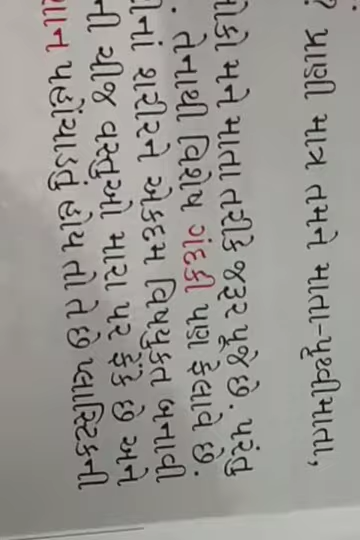 ? પ્રાણી માત્ર તમને માતા-પૃથ્વીમાતા,
મને માતા તરીકે જરૂર પૂજે છે. પરંતુ
તેનાથી વિશેષ ગંદકી પણ ફેલાવે છે.
શરીરને એકદમ વિષયુક્ત બનાવી
ચીજ વસ્તુઓ મારા પર ફેંકે છે અને
પહોંચાડતું હોય તો તે છે પ્લાસ્ટિકની